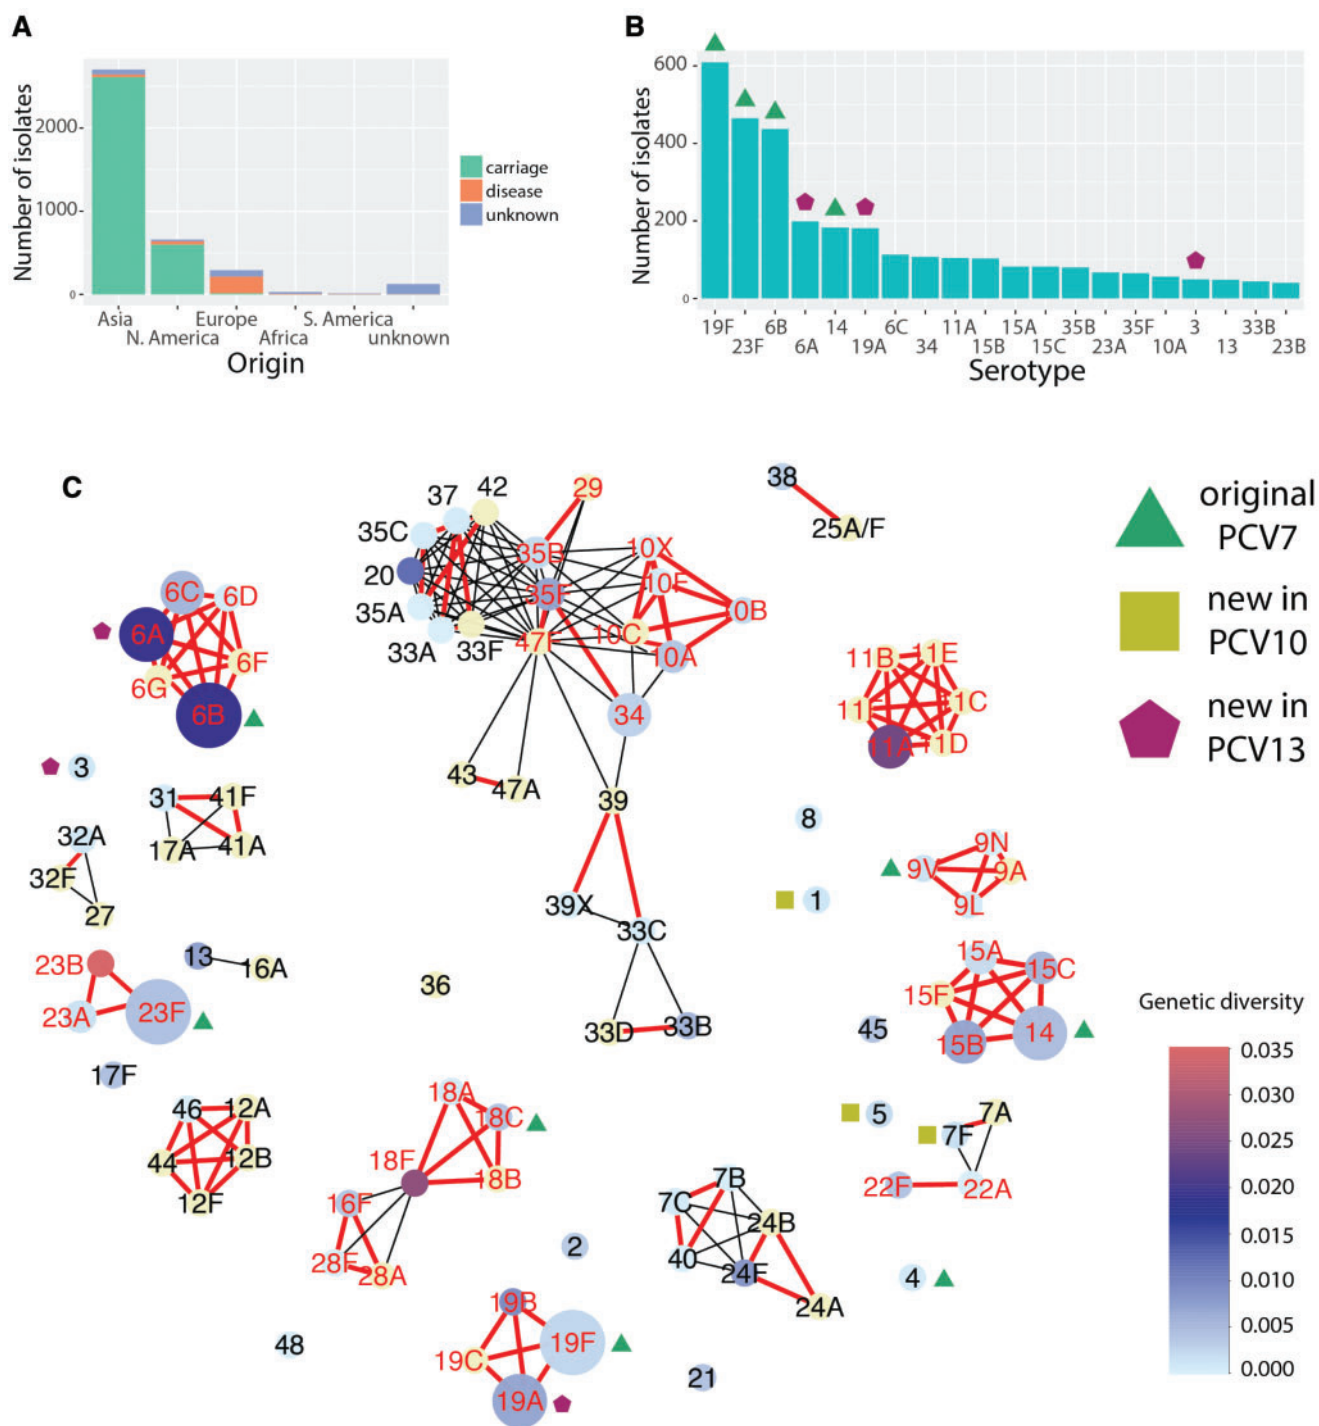 A
B
Number of isolates
2000
1000
0
Asia
Europe
S. America
N. America
Africa
unknown
Origin
carriage
disease
unknown
Number of isolates
600
400
200
0
19F
6B
14
6C
11A
15A
35B
35F
3
33B
23F
6A
19A
34
15B
15C
23A
10A
13
23B
Serotype
C
42
29
38
37
35C
25A/F
20
35B
10X
35F
10F
35A
0B
33A
33F
47F
10C
10A
6C
6D
6A
6F
6G
6B
34
11B
11E
11F
1C
11A
11D
3
43
47A
39
31
41F
17A
41A
32A
32F
27
8
9N
9V
9A
9L
1
39X
33C
13
16A
23B
23A
23F
36
33D
33B
15A
15C
15F
15B
14
45
17F
46
12A
44
12B
12F
18A
18C
18F
18B
16F
28F
28A
5
7A
7F
22F
22A
7B
7C
24B
40
24F
24A
2
4
48
19B
19F
19C
19A
21
original
PCV7
new in
PCV10
new in
PCV13
Genetic diversity
0.035
0.030
0.025
0.020
0.015
0.010
0.005
0.000